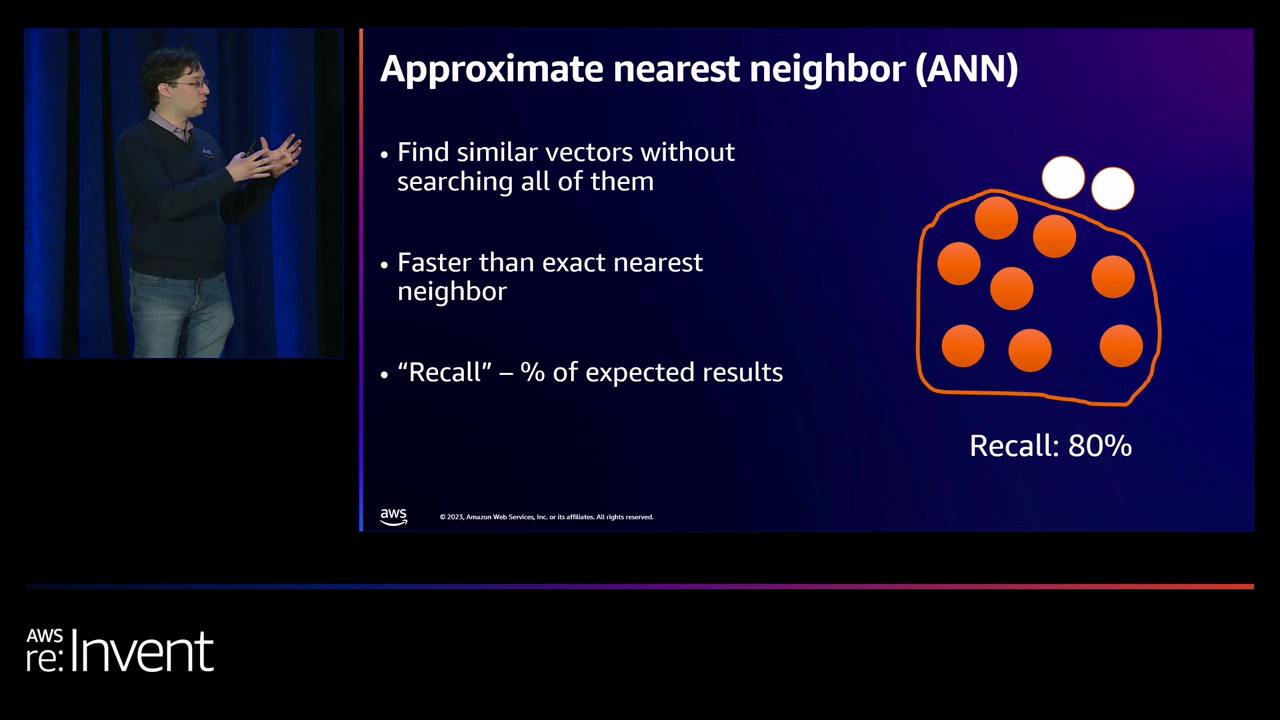 Approximate nearest neighbor (ANN)
• Find similar vectors without
searching all of them
• Faster than exact nearest
neighbor
• “Recall” – % of expected results
Recall: 80%
aws
© 2023, Amazon Web Services, Inc. or its affiliates. All rights reserved.
AWS
re:Invent